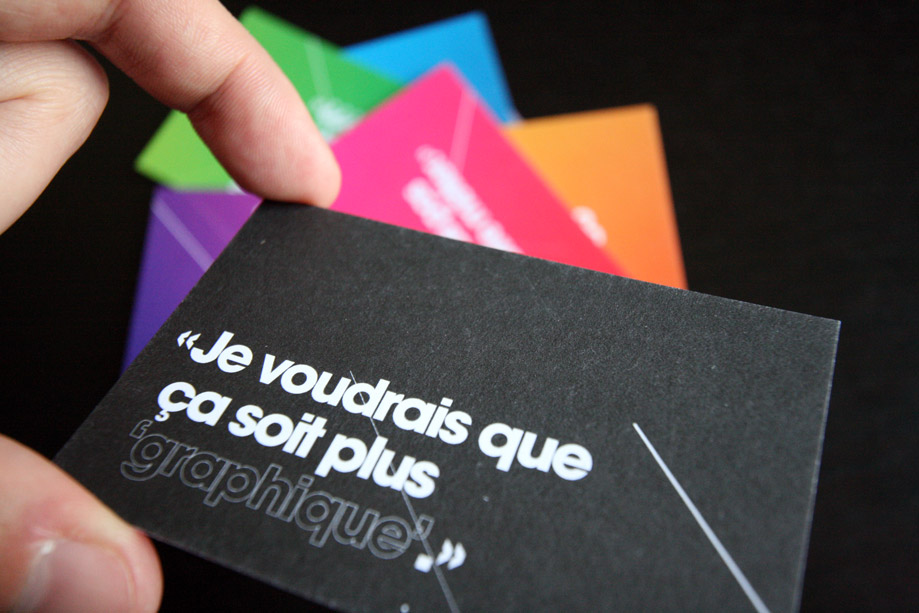 «Je voudrais que
ça soit plus
‘graphique’.»